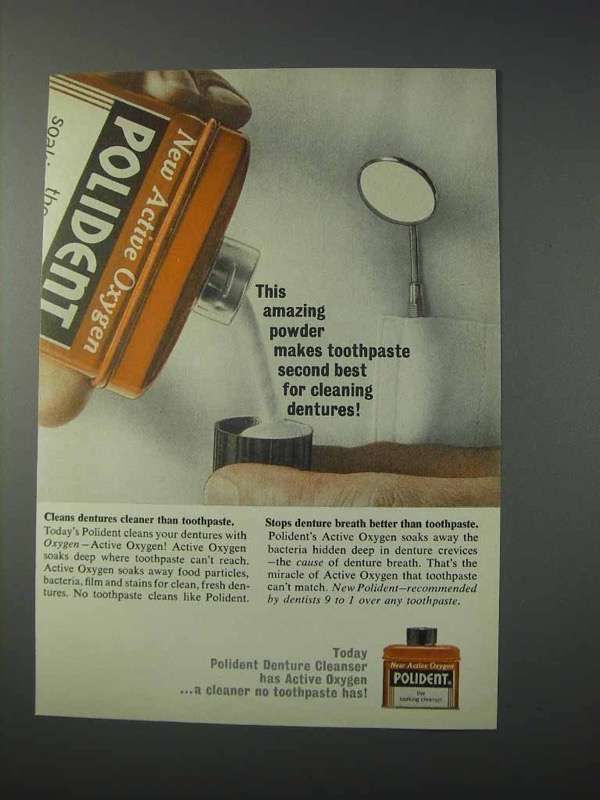 New Active Oxygen
POLIDENT
This
amazing
powder
makes toothpaste
second best
for cleaning
dentures!
Cleans dentures cleaner than toothpaste.
Today's Polident cleans your dentures with
Oxygen—Active Oxygen! Active Oxygen
soaks deep where toothpaste can't reach.
Active Oxygen soaks away food particles,
bacteria, film and stains for clean, fresh den-
tures. No toothpaste cleans like Polident.
Stops denture breath better than toothpaste.
Polident's Active Oxygen soaks away the
bacteria hidden deep in denture crevices
—the cause of denture breath. That's the
miracle of Active Oxygen that toothpaste
can't match. New Polident—recommended
by dentists 9 to 1 over any toothpaste.
Today
Polident Denture Cleanser
has Active Oxygen
...a cleaner no toothpaste has!
New Active Oxygen
POLIDENT
the
soaking cleanser